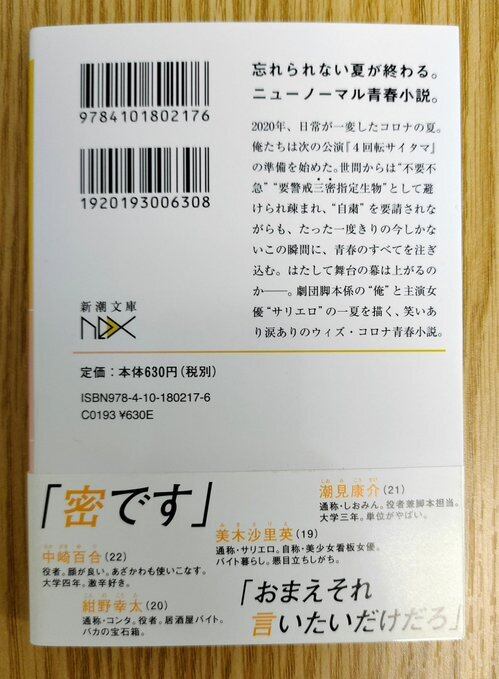 忘れられない夏が終わる。
ニューノーマル青春小説。
2020年、日常が一変したコロナの夏。
俺たちは次の公演『4回転サイタマ』
の準備を始めた。世間からは“不要不
急”“要警戒三密指定生物”として避
けられ疎まれ、“自粛”を要請されな
がらも、たった一度きりの今しかな
いこの瞬間に、青春のすべてを注ぎ
込む。はたして舞台の幕は上がるの
か――。劇団脚本係の“俺”と主演女
優“サリエロ”の一夏を描く、笑いあ
り涙ありのウィズ・コロナ青春小説。
9784101802176
1920193006308
新潮文庫
nex
定価：本体630円（税別）
ISBN978-4-10-180217-6
C0193 ¥630E
「密です」
潮見康介（21）
通称・しおみん。役者兼脚本担当。
大学三年。単位がやばい。
美木沙里英（19）
通称・サリエロ。自称・美少女看板女優。
バイト暮らし。悪目立ちしがち。
中崎百合（22）
役者。顔が良い。あざかわも使いこなす。
大学四年。激辛好き。
紺野幸太（20）
通称・コンタ。役者。居酒屋バイト。
バカの宝石箱。
「おまえそれ
言いたいだけだろ」